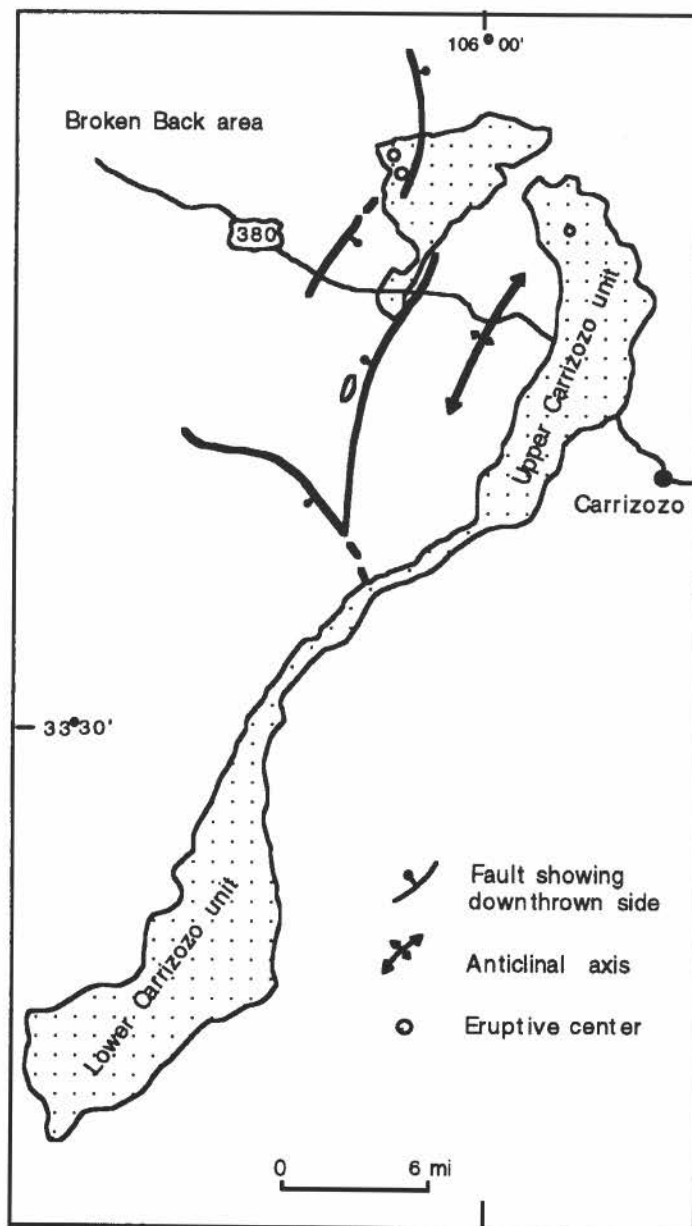 106°00'
Broken Back area
380
Upper Carrizozo unit
Carrizozo
33°30'
Lower Carrizozo unit
Fault showing
downthrown side
Anticlinal axis
Eruptive center
0 6 mi